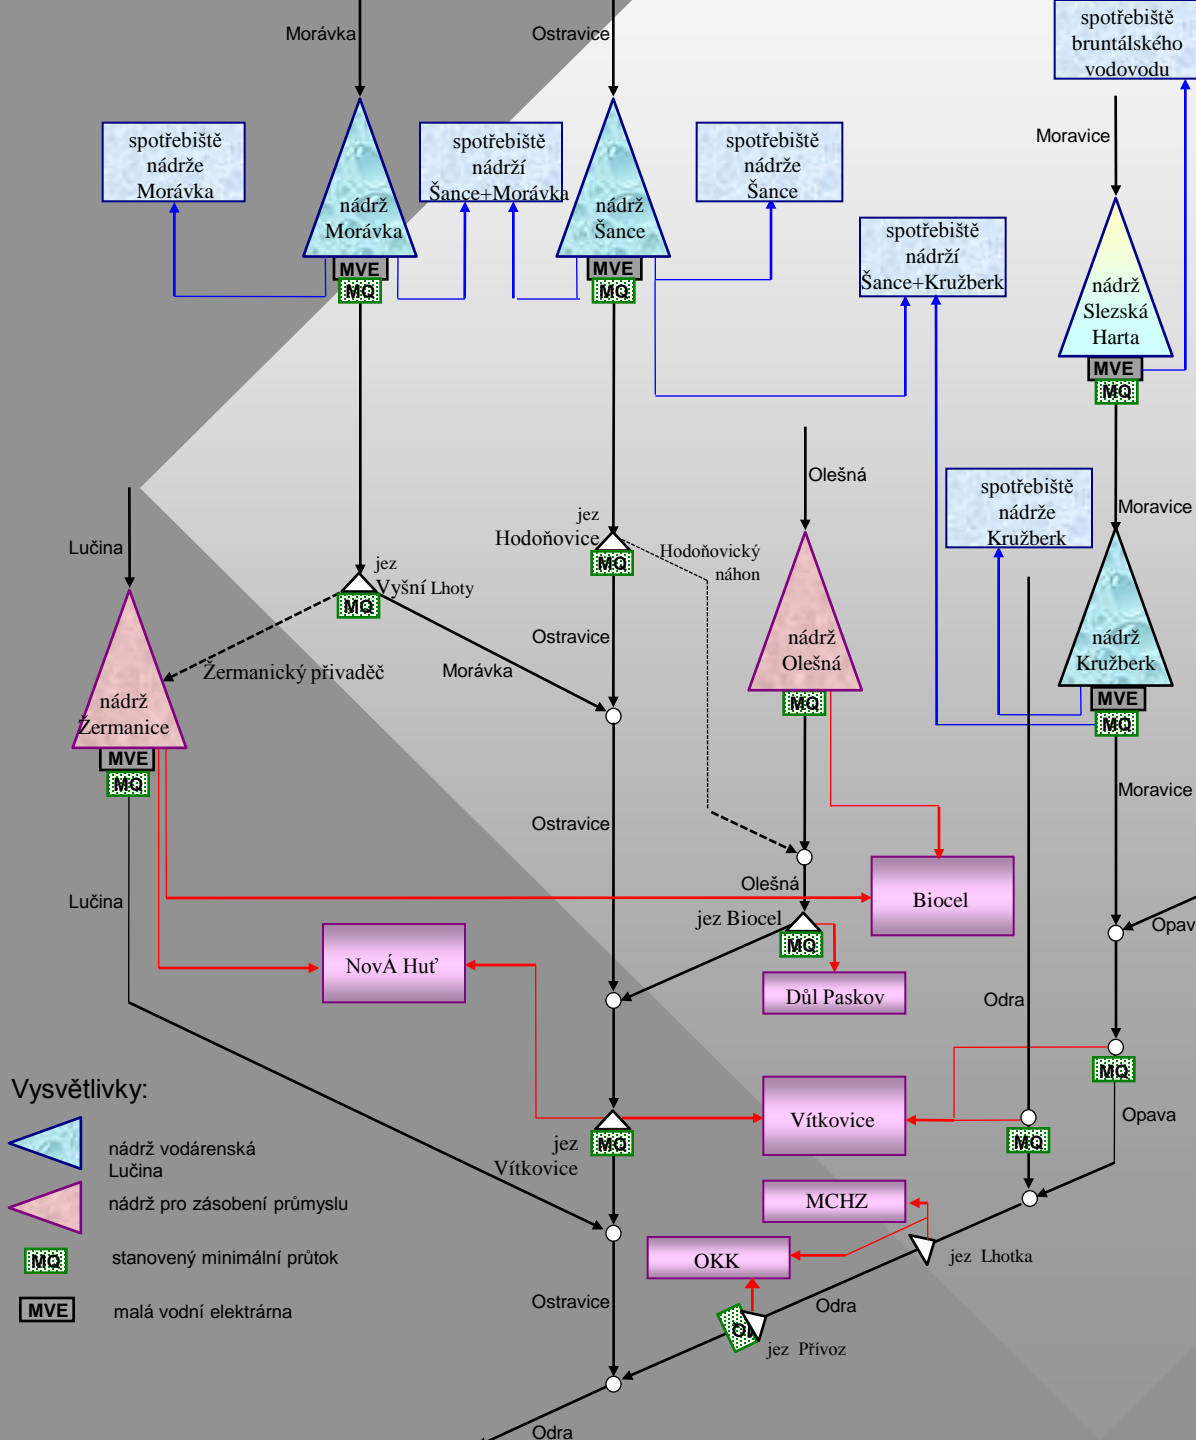 Morávka
Ostravice
spotřebiště
bruntálského
vodovodu
spotřebiště
nádrže
Morávka
spotřebiště
nádrží
Šance+Morávka
spotřebiště
nádrže
Šance
Moravice
nádrž
Morávka
nádrž
Šance
spotřebiště
nádrží
Šance+Kružberk
MVE
MQ
MVE
MQ
nádrž
Slezská
Harta
MVE
MQ
Olešná
spotřebiště
nádrže
Kružberk
Moravice
Lučina
jez
Hodoňovice
MQ
Hodoňovický
náhon
jez
Vyšní Lhoty
MQ
Ostravice
nádrž
Olešná
nádrž
Kružberk
Žermanický přivaděč
Morávka
nádrž
Žermanice
MQ
MVE
MQ
MVE
MQ
Moravice
Ostravice
Lučina
Olešná
Biocel
jez Biocel
MQ
Opav
NovÁ Huť
Důl Paskov
Odra
MQ
Vysvětlivky:
Vítkovice
Opava
nádrž vodárenská
Lučina
jez
Vítkovice
MQ
MQ
nádrž pro zásobení průmyslu
MCHZ
MQ
stanovený minimální průtok
OKK
jez Lhotka
MVE
malá vodní elektrárna
Ostravice
Odra
jez Přívoz
Odra